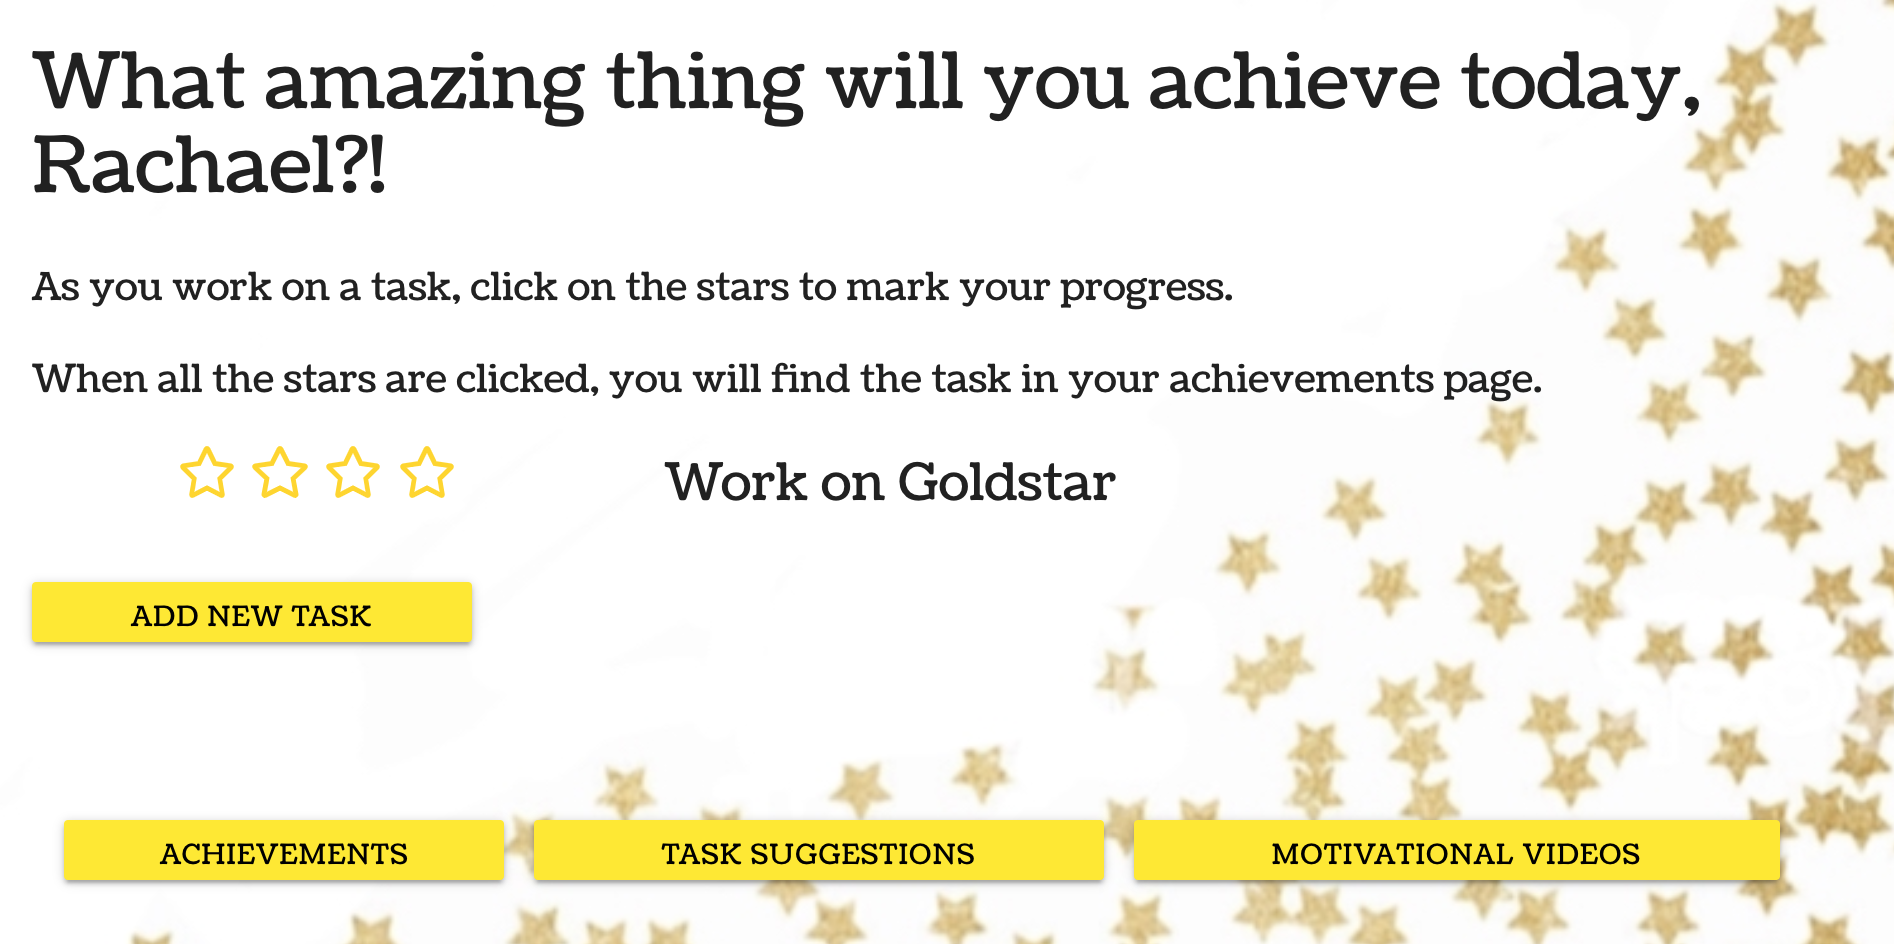 What amazing thing will you achieve today,
Rachael?!
As you work on a task, click on the stars to mark your progress.
When all the stars are clicked, you will find the task in your achievements page.
Work on Goldstar
ADD NEW TASK
ACHIEVEMENTS
TASK SUGGESTIONS
MOTIVATIONAL VIDEOS